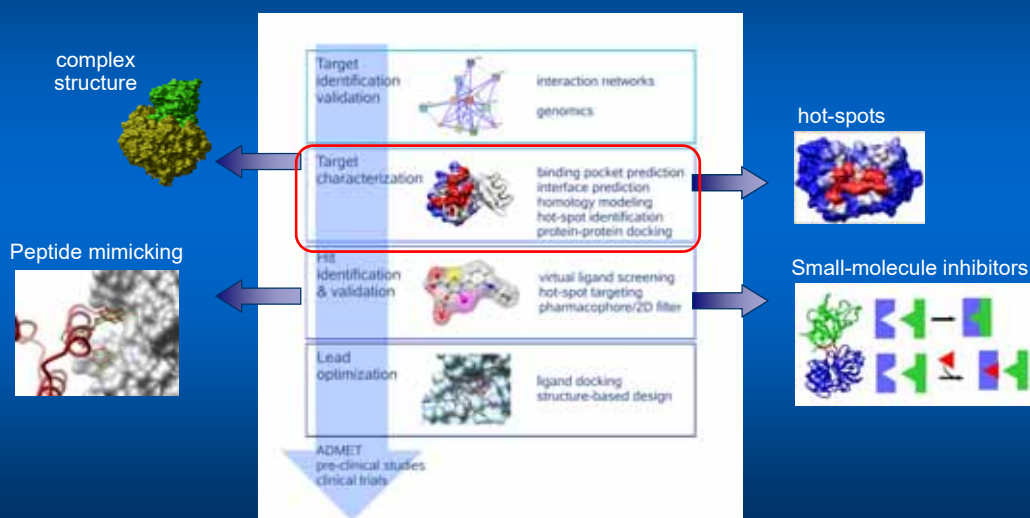 complex
structure
Target
identification
validation
interaction networks
genomics
hot-spots
Target
characterization
binding pocket prediction
interface prediction
homology modeling
hot-spot identification
protein-protein docking
Peptide mimicking
Hit
identification
& validation
virtual ligand screening
hot-spot targeting
pharmacophore/2D filter
Small-molecule inhibitors
Lead
optimization
ligand docking
structure-based design
ADMET
pre-clinical studies
clinical trials